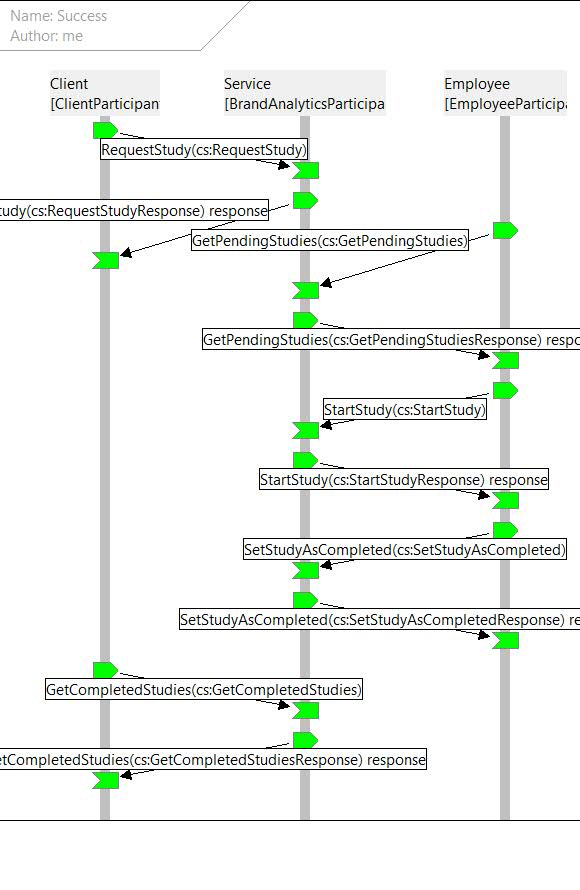 Name: Success
Author: me
Client
[ClientParticipan
Service
[BrandAnalyticsParticipa
Employee
[EmployeeParticipa
RequestStudy(cs:RequestStudy)
tudy(cs:RequestStudyResponse) response
GetPendingStudies(cs:GetPendingStudies)
GetPendingStudies(cs:GetPendingStudiesResponse) respo
StartStudy(cs:StartStudy)
StartStudy(cs:StartStudyResponse) response
SetStudyAsCompleted(cs:SetStudyAsCompleted)
SetStudyAsCompleted(cs:SetStudyAsCompletedResponse) re
GetCompletedStudies(cs:GetCompletedStudies)
etCompletedStudies(cs:GetCompletedStudiesResponse) response